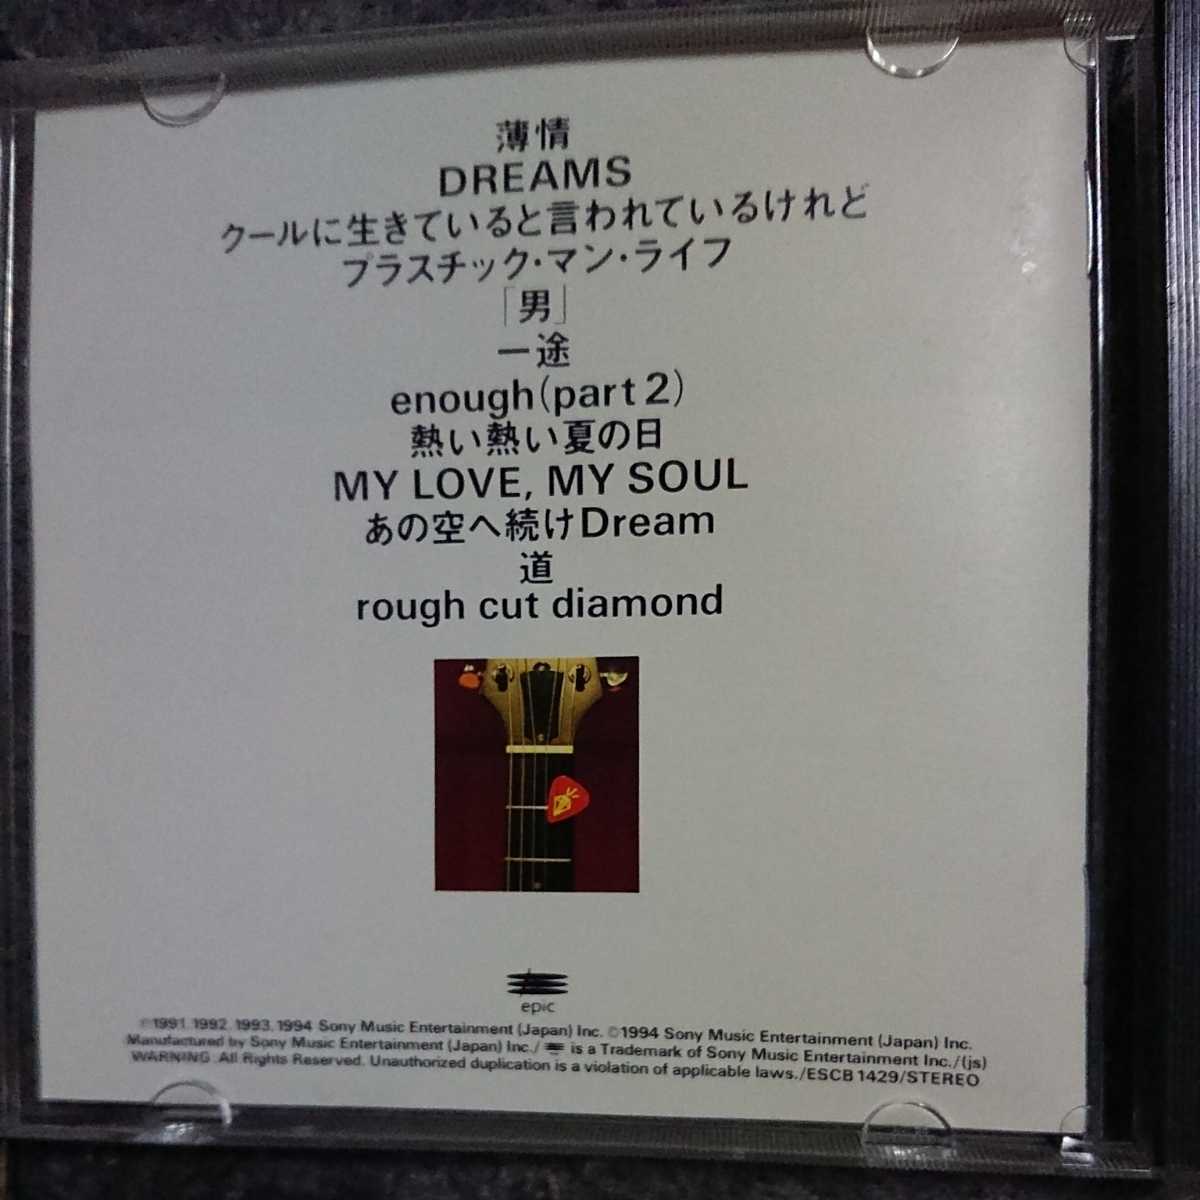 薄情
DREAMS
クールに生きていると言われているけれど
プラスチック・マン・ライフ
「男」
一途
enough(part2)
熱い熱い夏の日
MY LOVE, MY SOUL
あの空へ続けDream
道
rough cut diamond
epic
℗1991, 1992, 1993, 1994 Sony Music Entertainment (Japan) Inc. ©1994 Sony Music Entertainment (Japan) Inc.
Manufactured by Sony Music Entertainment (Japan) Inc./ is a Trademark of Sony Music Entertainment Inc./(js)
WARNING: All Rights Reserved. Unauthorized duplication is a violation of applicable laws./ESCB 1429/STEREO